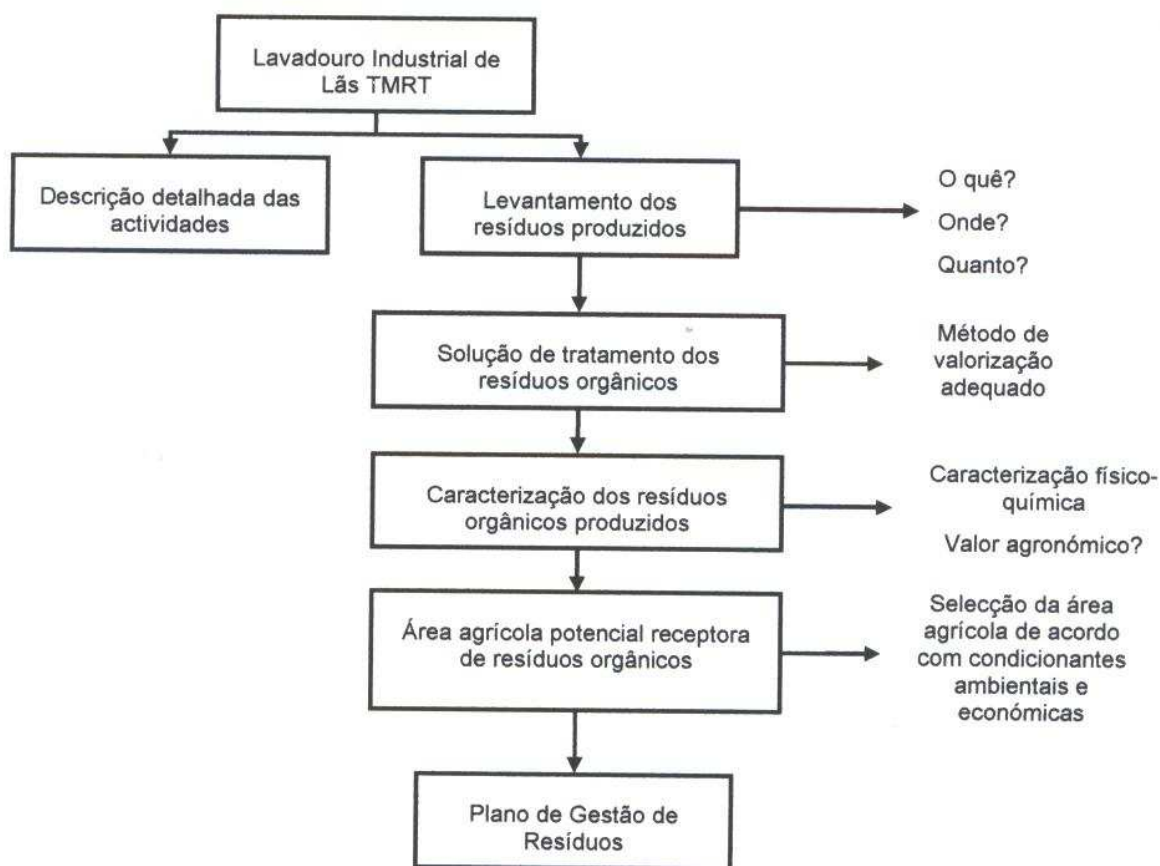 Lavadouro Industrial de
Lãs TMRT
Descrição detalhada das
actividades
Levantamento dos
resíduos produzidos
O quê?
Onde?
Quanto?
Solução de tratamento dos
resíduos orgânicos
Método de
valorização
adequado
Caracterização dos resíduos
orgânicos produzidos
Caracterização físico-
química
Valor agronómico?
Área agrícola potencial receptora
de resíduos orgânicos
Selecção da área
agrícola de acordo
com condicionantes
ambientais e
económicas
Plano de Gestão de
Resíduos